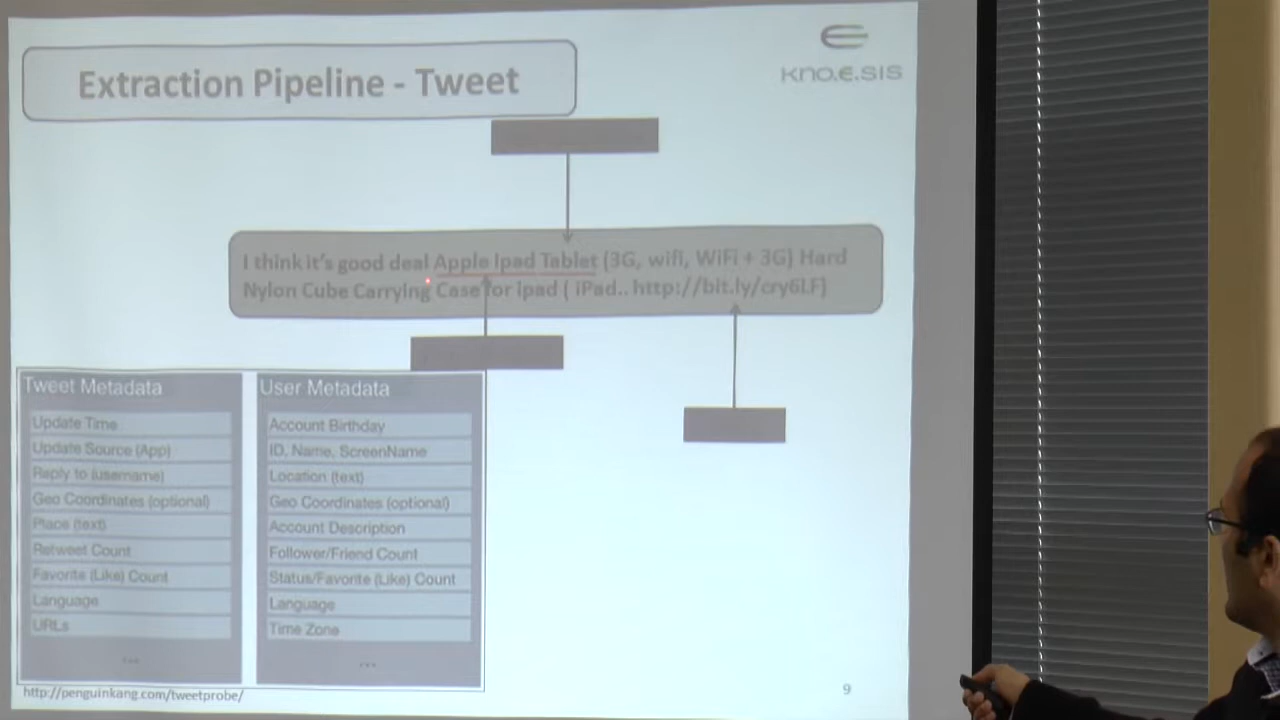 Extraction Pipeline - Tweet
KNO.E.SIS
I think it's good deal Apple Ipad Tablet (3G, wifi, WiFi + 3G) Hard
Nylon Cube Carrying Case for ipad ( iPad.. http://bit.ly/cry6LF)
Tweet Metadata
Update Time
Update Source (App)
Reply to (username)
Geo Coordinates (optional)
Place (text)
Retweet Count
Favorite (Like) Count
Language
URLs
...
User Metadata
Account Birthday
ID, Name, ScreenName
Location (text)
Geo Coordinates (optional)
Account Description
Follower/Friend Count
Status/Favorite (Like) Count
Language
Time Zone
...
http://penguinkang.com/tweetprobe/
9